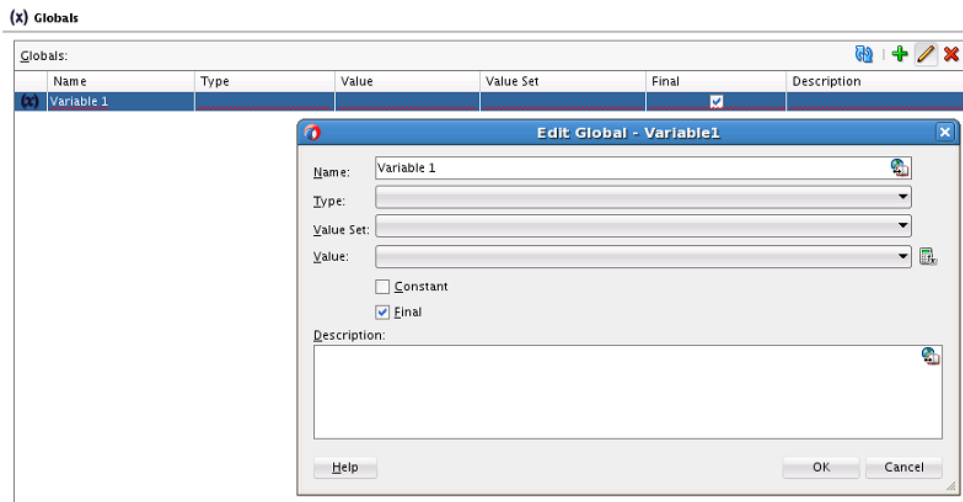 (x) Globals
Globals:
Name Type Value Value Set Final Description
(x) Variable 1
Edit Global - Variable1
Name: Variable 1
Type:
Value Set:
Value:
Constant
Final
Description:
Help OK Cancel